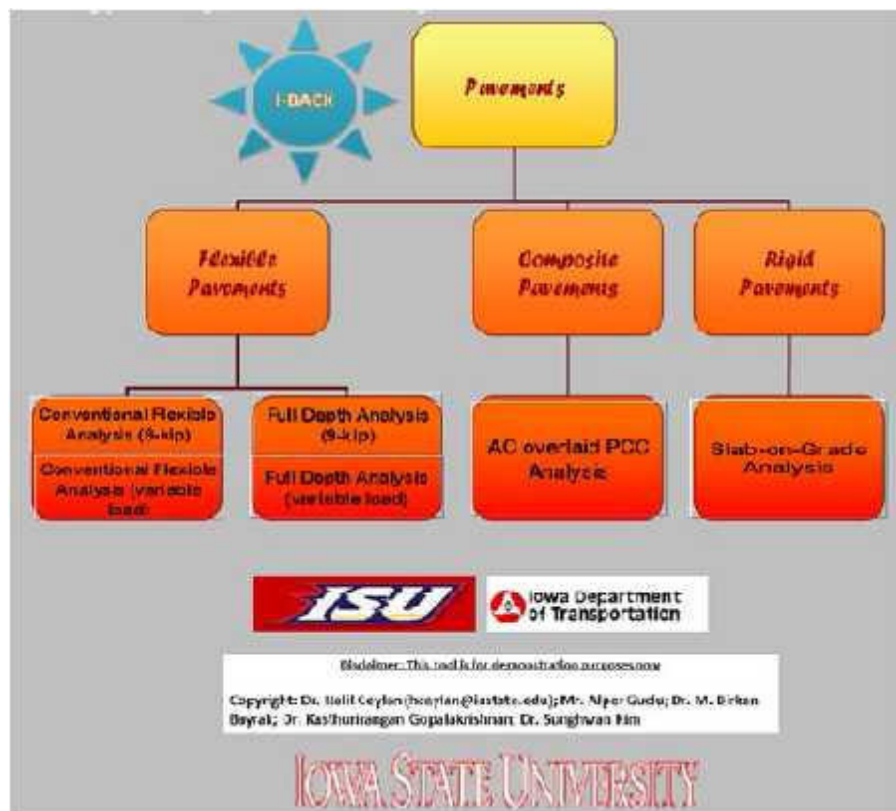 I-BACK
Pavements
Flexible
Pavements
Composite
Pavements
Rigid
Pavements
Conventional Flexible
Analysis (9-kip)
Conventional Flexible
Analysis (variable
load)
Full Depth Analysis
(9-kip)
Full Depth Analysis
(variable load)
AC overlaid PCC
Analysis
Slab-on-Grade
Analysis
ISU
Iowa Department
of Transportation
Disclaimer: This tool is for demonstration purposes only
Copyright: Dr. Halil Ceylan (hceylan@iastate.edu); Mr. Alper Guclu; Dr. M. Birkan
Bayrak; Dr. Kasthurirangan Gopalakrishnan; Dr. Sunghwan Kim
IOWA STATE UNIVERSITY